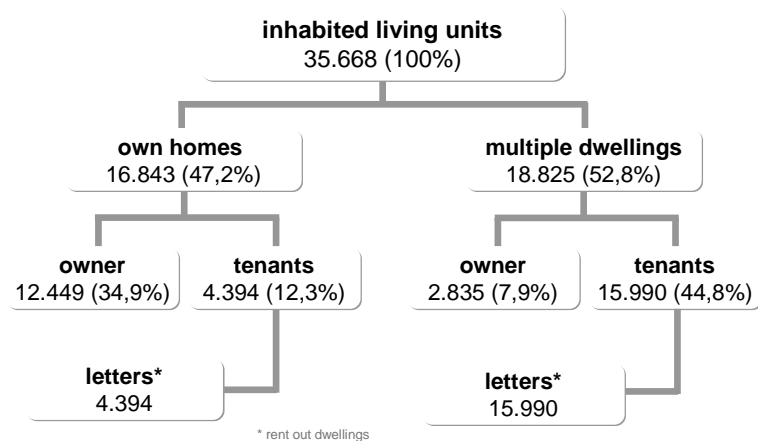 inhabited living units
35.668 (100%)
own homes
16.843 (47,2%)
multiple dwellings
18.825 (52,8%)
owner
12.449 (34,9%)
tenants
4.394 (12,3%)
owner
2.835 (7,9%)
tenants
15.990 (44,8%)
letters*
4.394
letters*
15.990
* rent out dwellings